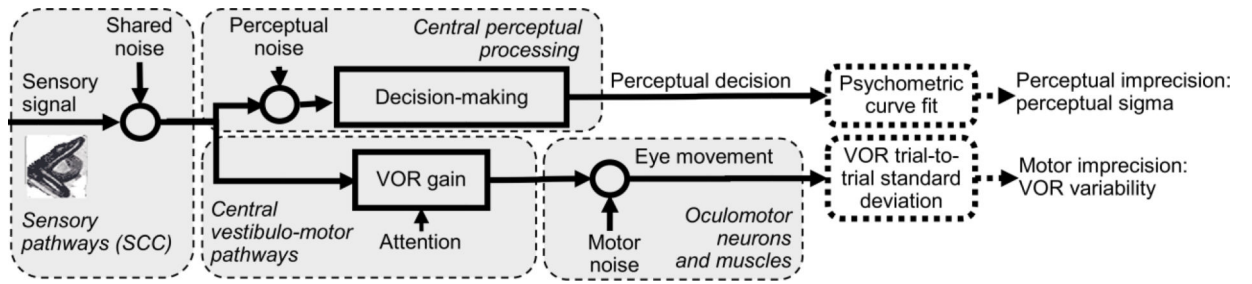 Shared
noise
Sensory
signal
Sensory
pathways (SCC)
Perceptual
noise
Central perceptual
processing
Decision-making
Perceptual decision
Psychometric
curve fit
Perceptual imprecision:
perceptual sigma
VOR gain
Attention
Central
vestibulo-motor
pathways
Eye movement
Motor
noise
Oculomotor
neurons
and muscles
VOR trial-to-
trial standard
deviation
Motor imprecision:
VOR variability